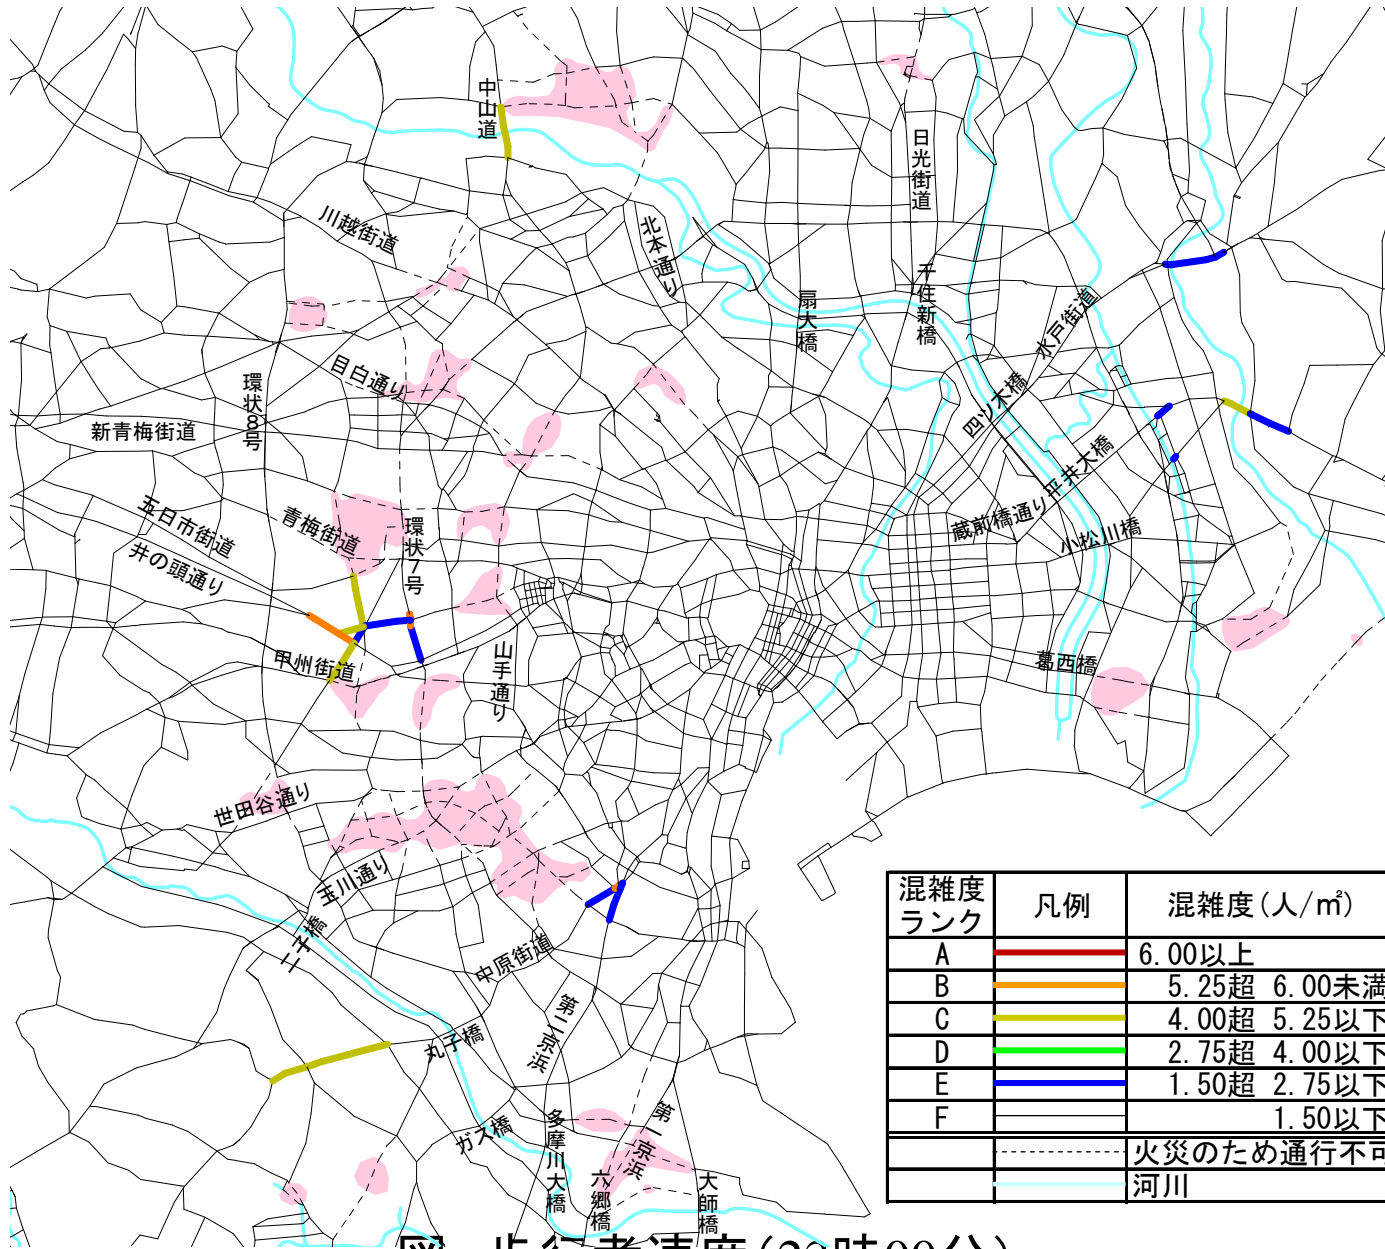 中山道
日光街道
川越街道
北本通り
千住新橋
扇大橋
水戸街道
目白通り
環状8号
四ツ木橋
新青梅街道
平井大橋
五日市街道
青梅街道
環状7号
蔵前橋通り
小松川橋
井の頭通り
甲州街道
山手通り
葛西橋
世田谷通り
玉川通り
二子橋
中原街道
第二京浜
丸子橋
ガス橋
多摩川大橋
第一京浜
六郷橋
大師橋
混雑度ランク 凡例 混雑度(人/㎡)
A 6.00以上
B 5.25超 6.00未満
C 4.00超 5.25以下
D 2.75超 4.00以下
E 1.50超 2.75以下
F 1.50以下
火災のため通行不可
河川